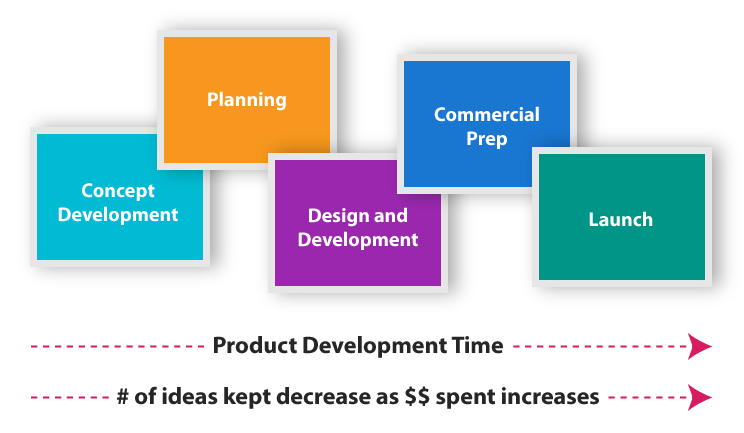 Concept
Development
Planning
Design and
Development
Commercial
Prep
Launch
Product Development Time
# of ideas kept decrease as $$ spent increases